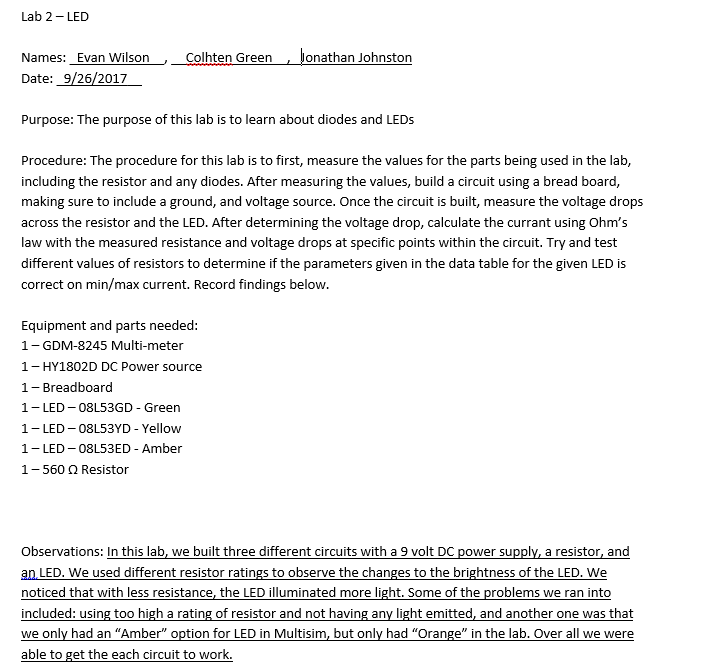 Lab 2 – LED
Names: Evan Wilson , Colhten Green , Jonathan Johnston
Date: 9/26/2017
Purpose: The purpose of this lab is to learn about diodes and LEDs
Procedure: The procedure for this lab is to first, measure the values for the parts being used in the lab,
including the resistor and any diodes. After measuring the values, build a circuit using a bread board,
making sure to include a ground, and voltage source. Once the circuit is built, measure the voltage drops
across the resistor and the LED. After determining the voltage drop, calculate the currant using Ohm’s
law with the measured resistance and voltage drops at specific points within the circuit. Try and test
different values of resistors to determine if the parameters given in the data table for the given LED is
correct on min/max current. Record findings below.
Equipment and parts needed:
1 – GDM-8245 Multi-meter
1 – HY1802D DC Power source
1 – Breadboard
1 – LED – 08L53GD - Green
1 – LED – 08L53YD - Yellow
1 – LED – 08L53ED - Amber
1 – 560 Ω Resistor
Observations: In this lab, we built three different circuits with a 9 volt DC power supply, a resistor, and
an LED. We used different resistor ratings to observe the changes to the brightness of the LED. We
noticed that with less resistance, the LED illuminated more light. Some of the problems we ran into
included: using too high a rating of resistor and not having any light emitted, and another one was that
we only had an “Amber” option for LED in Multisim, but only had “Orange” in the lab. Over all we were
able to get the each circuit to work.